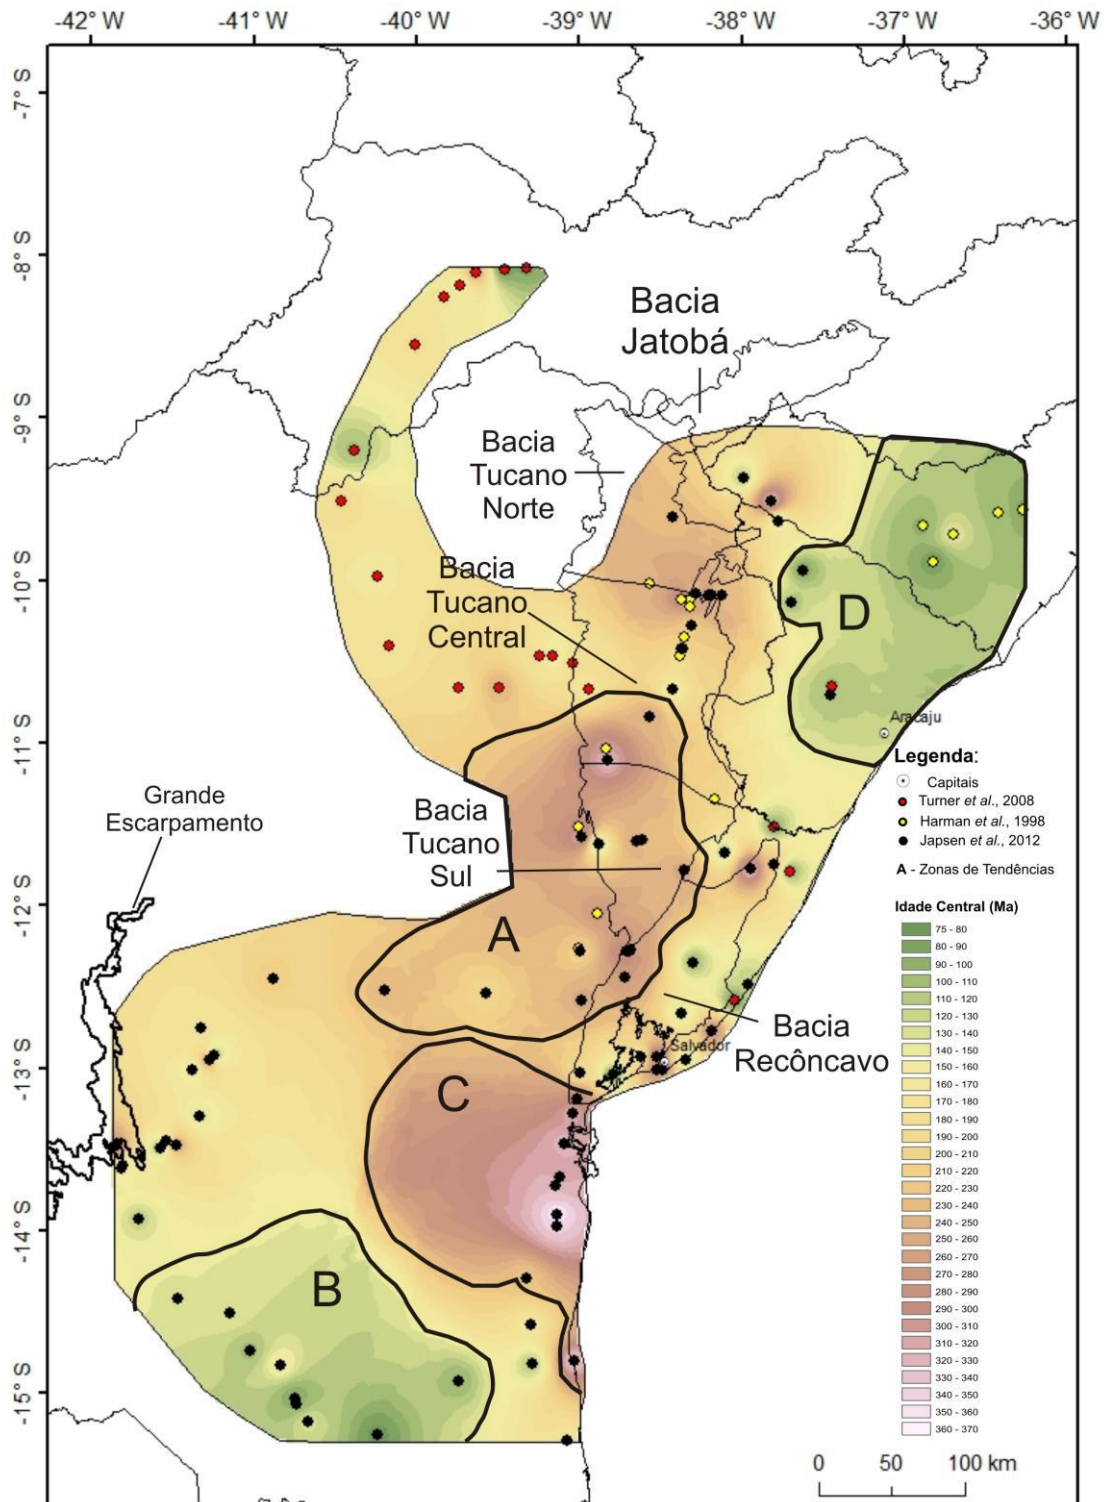 -42° W -41° W -40° W -39° W -38° W -37° W -36° W
-7° S
-8° S
-9° S
-10° S
-11° S
-12° S
-13° S
-14° S
-15° S
Bacia
Jatobá
Bacia
Tucano
Norte
Bacia
Tucano
Central
D
Aracaju
Grande
Escarpamento
Bacia
Tucano
Sul
A
Bacia
Recôncavo
Salvador
C
B
Legenda:
Capitais
Turner et al., 2008
Harman et al., 1998
Japsen et al., 2012
A - Zonas de Tendências
Idade Central (Ma)
75 - 80
80 - 90
90 - 100
100 - 110
110 - 120
120 - 130
130 - 140
140 - 150
150 - 160
160 - 170
170 - 180
180 - 190
190 - 200
200 - 210
210 - 220
220 - 230
230 - 240
240 - 250
250 - 260
260 - 270
270 - 280
280 - 290
290 - 300
300 - 310
310 - 320
320 - 330
330 - 340
340 - 350
350 - 360
360 - 370
0 50 100 km